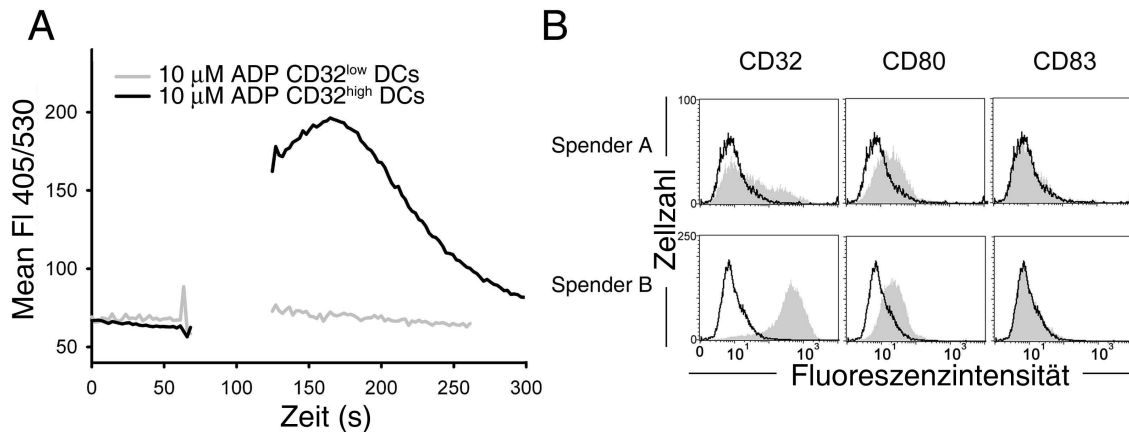 A
10 µM ADP CD32low DCs
10 µM ADP CD32high DCs
Mean FI 405/530
200
150
100
50
0 50 100 150 200 250 300
Zeit (s)
B
CD32 CD80 CD83
Spender A
Spender B
Zellzahl
100
0
250
0
0 10¹ 10³ 10¹ 10³ 10¹ 10³
Fluoreszenzintensität